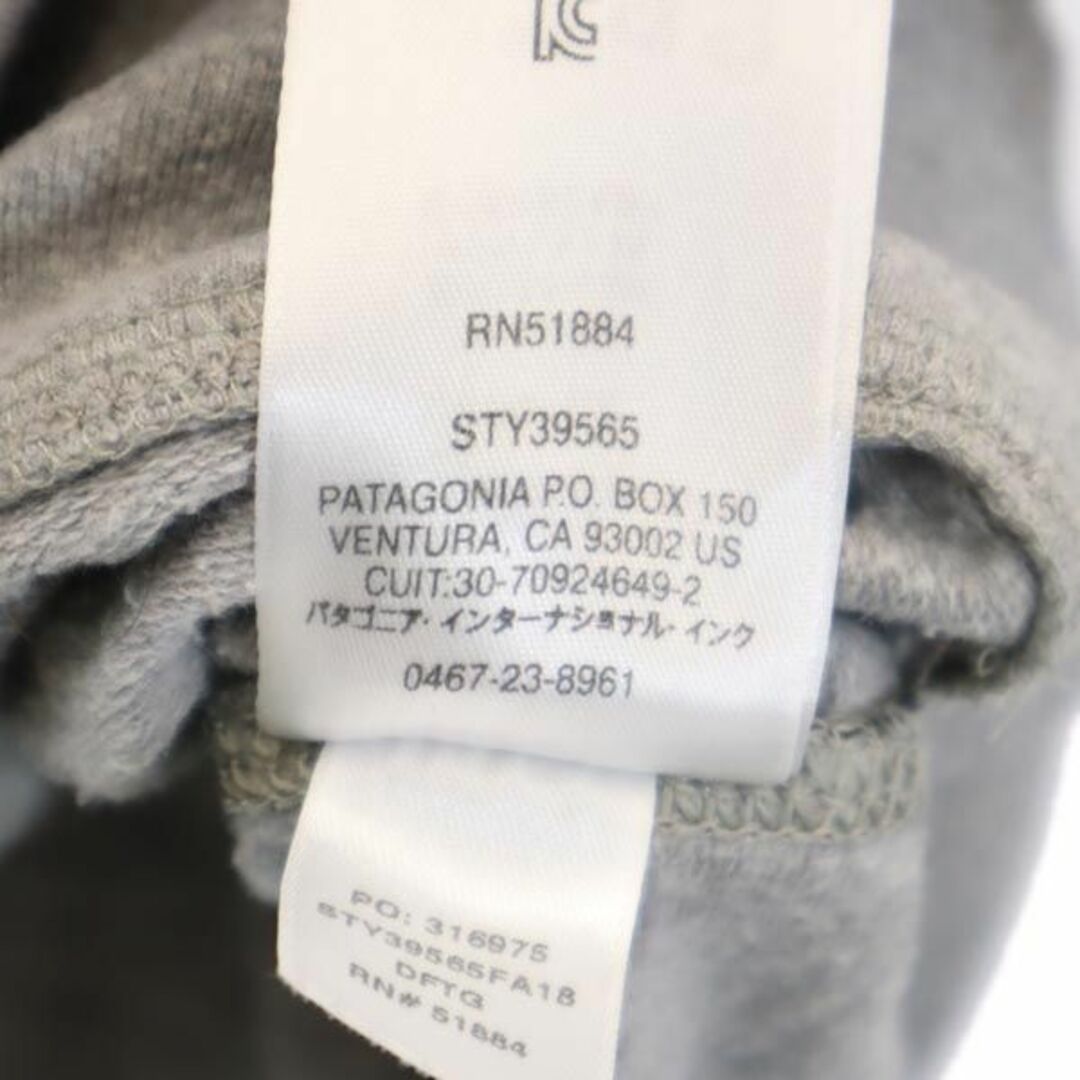 RN51884
STY39565
PATAGONIA P.O. BOX 150
VENTURA, CA 93002 US
CUIT:30-70924649-2
パタゴニア・インターナショナル・インク
0467-23-8961
PO: 316975
STY39565FA18
DFTG
RN# 51884